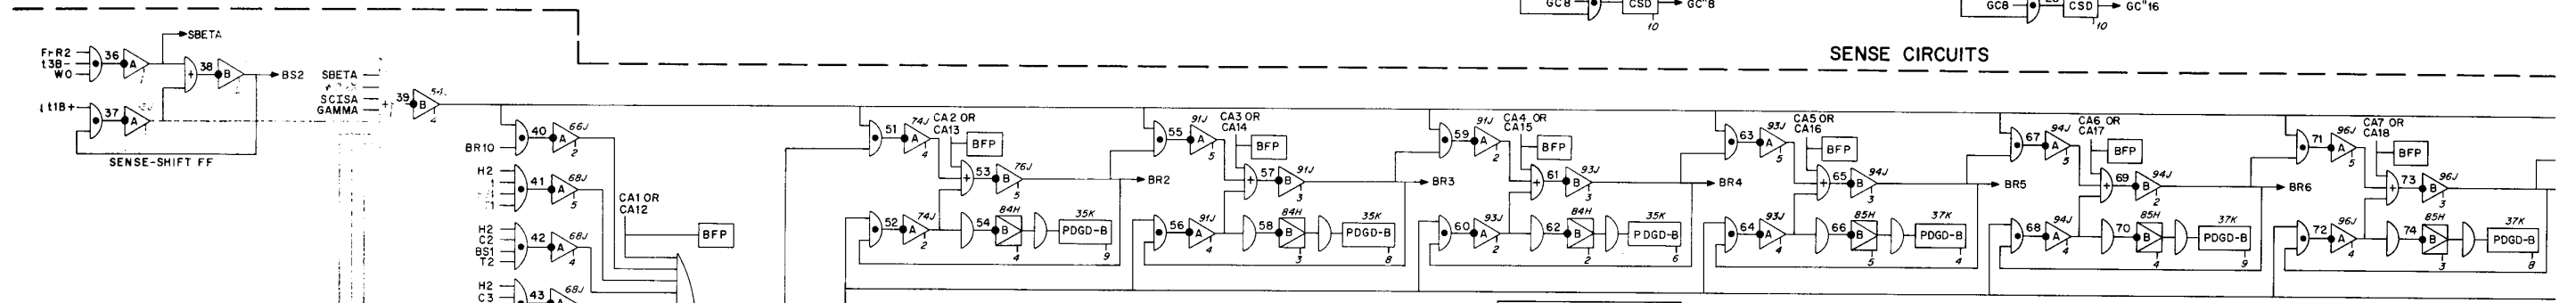 GC8 CSD GC"8
10
GC8 CSD GC"16
10
SENSE CIRCUITS
SBETA
36 A
t3B-
WO
38 B BS2
37 A
SENSE-SHIFT FF
SBETA
SCISA
GAMMA
39 B
4
40 A 66J
2
BR10
H2
41 A 68J
5
H2
C2
BS1
T2
42 A 68J
4
H2
C3
43 A 68J
CA1 OR
CA12
BFP
51 A 74J
4
CA2 OR
CA13
BFP
53 B 76J
5
BR2
52 A 74J
2
54 B 84H
4
35K
PDGD-B
9
55 A 91J
5
CA3 OR
CA14
BFP
57 B 91J
3
BR3
56 A 91J
4
58 B 84H
3
35K
PDGD-B
8
59 A 91J
2
CA4 OR
CA15
BFP
61 B 93J
3
BR4
60 A 93J
2
62 B 84H
2
35K
PDGD-B
6
63 A 93J
5
CA5 OR
CA16
BFP
65 B 94J
3
BR5
64 A 93J
4
66 B 85H
5
37K
PDGD-B
4
67 A 94J
5
CA6 OR
CA17
BFP
69 B 94J
2
BR6
68 A 94J
4
70 B 85H
4
37K
PDGD-B
9
71 A 96J
5
CA7 OR
CA18
BFP
73 B 96J
3
72 A 96J
4
74 B 85H
3
37K
PDGD-B
8